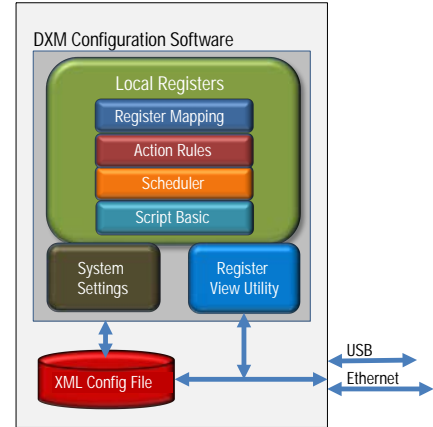 DXM Configuration Software
Local Registers
Register Mapping
Action Rules
Scheduler
Script Basic
System
Settings
Register
View Utility
XML Config File
USB
Ethernet